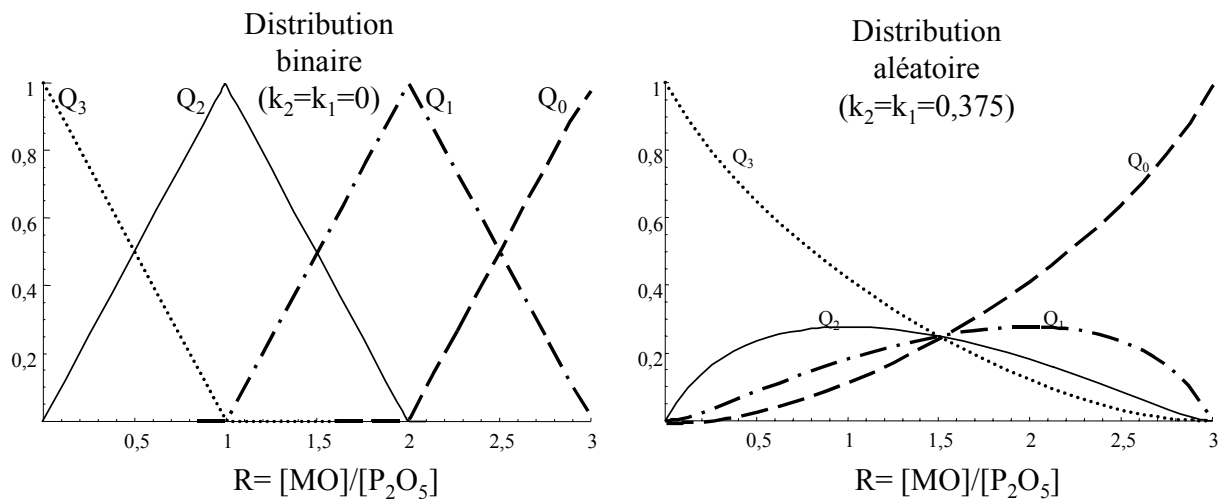 Distribution
binaire
(k₂=k₁=0)
Q₃
Q₂
Q₁
Q₀
1
0,8
0,6
0,4
0,2
0,5
1
1,5
2
2,5
3
R= [MO]/[P₂O₅]
Distribution
aléatoire
(k₂=k₁=0,375)
Q₃
Q₀
Q₂
Q₁
1
0,8
0,6
0,4
0,2
0,5
1
1,5
2
2,5
3
R= [MO]/[P₂O₅]